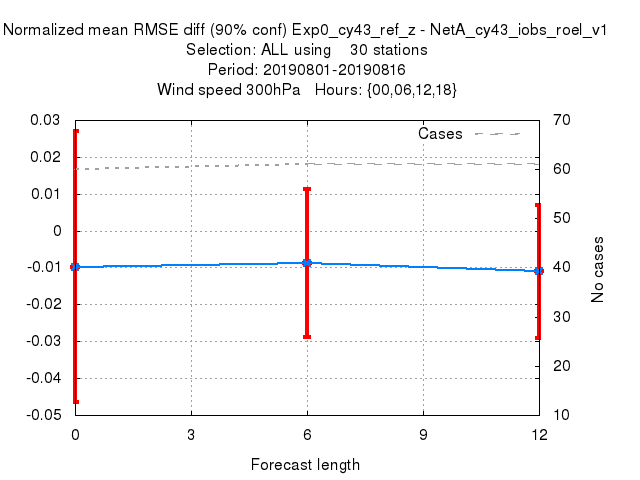 Normalized mean RMSE diff (90% conf) Exp0_cy43_ref_z - NetA_cy43_iobs_roel_v1
Selection: ALL using 30 stations
Period: 20190801-20190816
Wind speed 300hPa Hours: {00,06,12,18}
Cases
0.03
0.02
0.01
0
-0.01
-0.02
-0.03
-0.04
-0.05
70
60
50
40
30
20
10
No cases
0 3 6 9 12
Forecast length